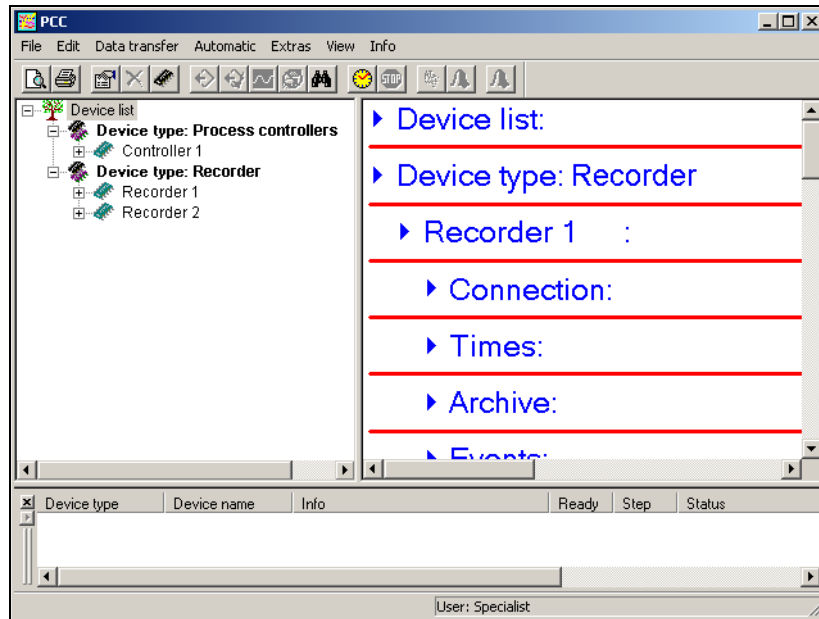 PCC
File Edit Data transfer Automatic Extras View Info
STOP
Device list
Device type: Process controllers
Controller 1
Device type: Recorder
Recorder 1
Recorder 2
Device list:
Device type: Recorder
Recorder 1 :
Connection:
Times:
Archive:
Events:
Device type Device name Info Ready Step Status
User: Specialist